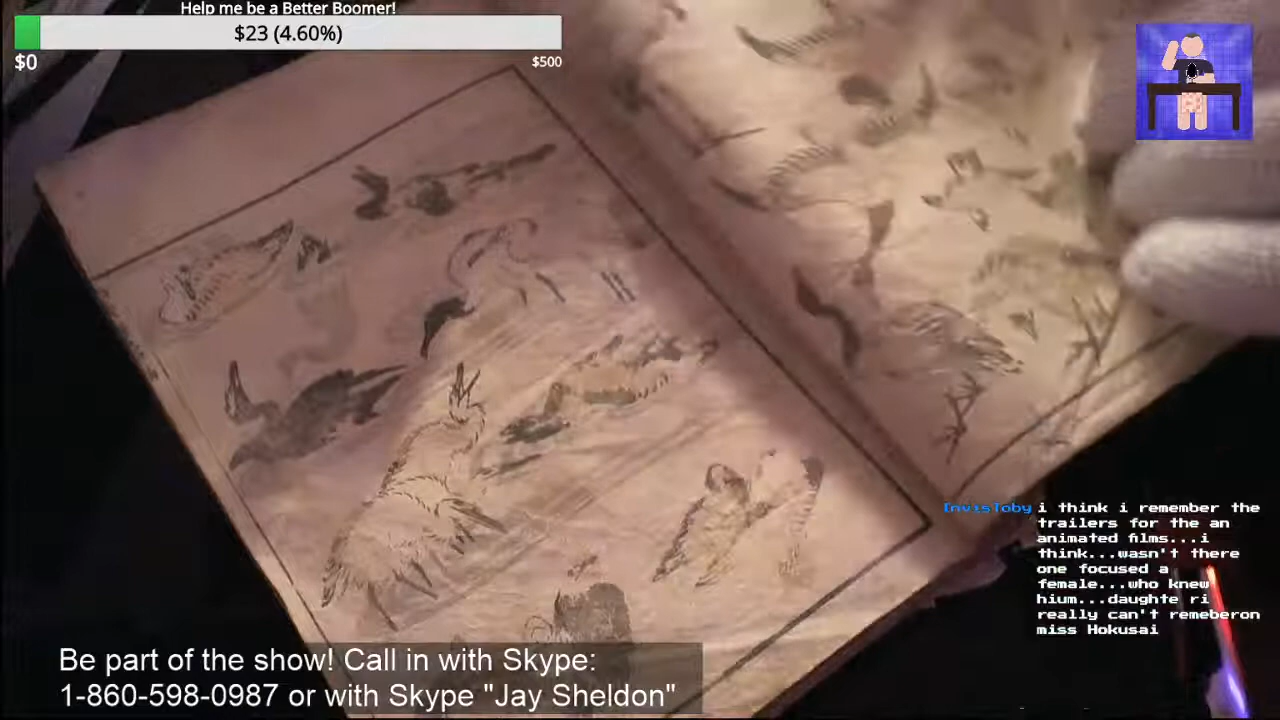 Help me be a Better Boomer!
$23 (4.60%)
$0
$500
InvisToby i think i remember the
trailers for the an
animated films...i
think...wasn't there
one focused a
female...who knew
hium...daughte ri
really can't remeberon
miss Hokusai
Be part of the show! Call in with Skype:
1-860-598-0987 or with Skype "Jay Sheldon"